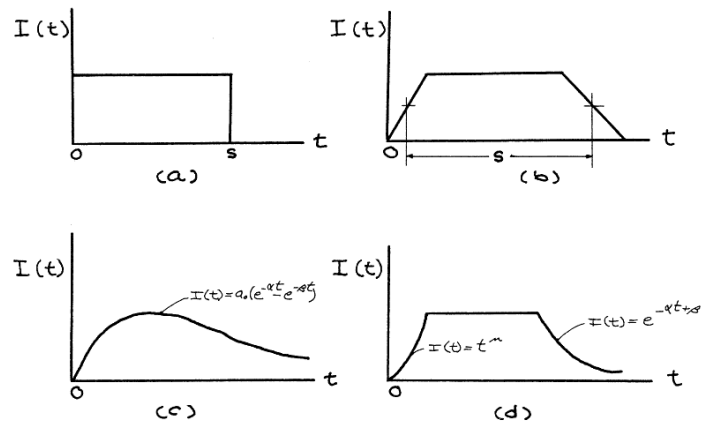 I(t)
0
s
t
(a)
I(t)
0
s
t
(b)
I(t)
I(t)=a₀(e^-αt-e^-βt)
0
t
(c)
I(t)
I(t)=t^n
I(t)=e^-αt+β
0
t
(d)